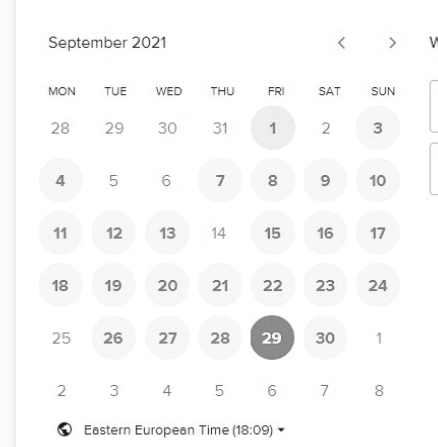 September 2021
MON TUE WED THU FRI SAT SUN
28 29 30 31 1 2 3
4 5 6 7 8 9 10
11 12 13 14 15 16 17
18 19 20 21 22 23 24
25 26 27 28 29 30 1
2 3 4 5 6 7 8
Eastern European Time (18:09)